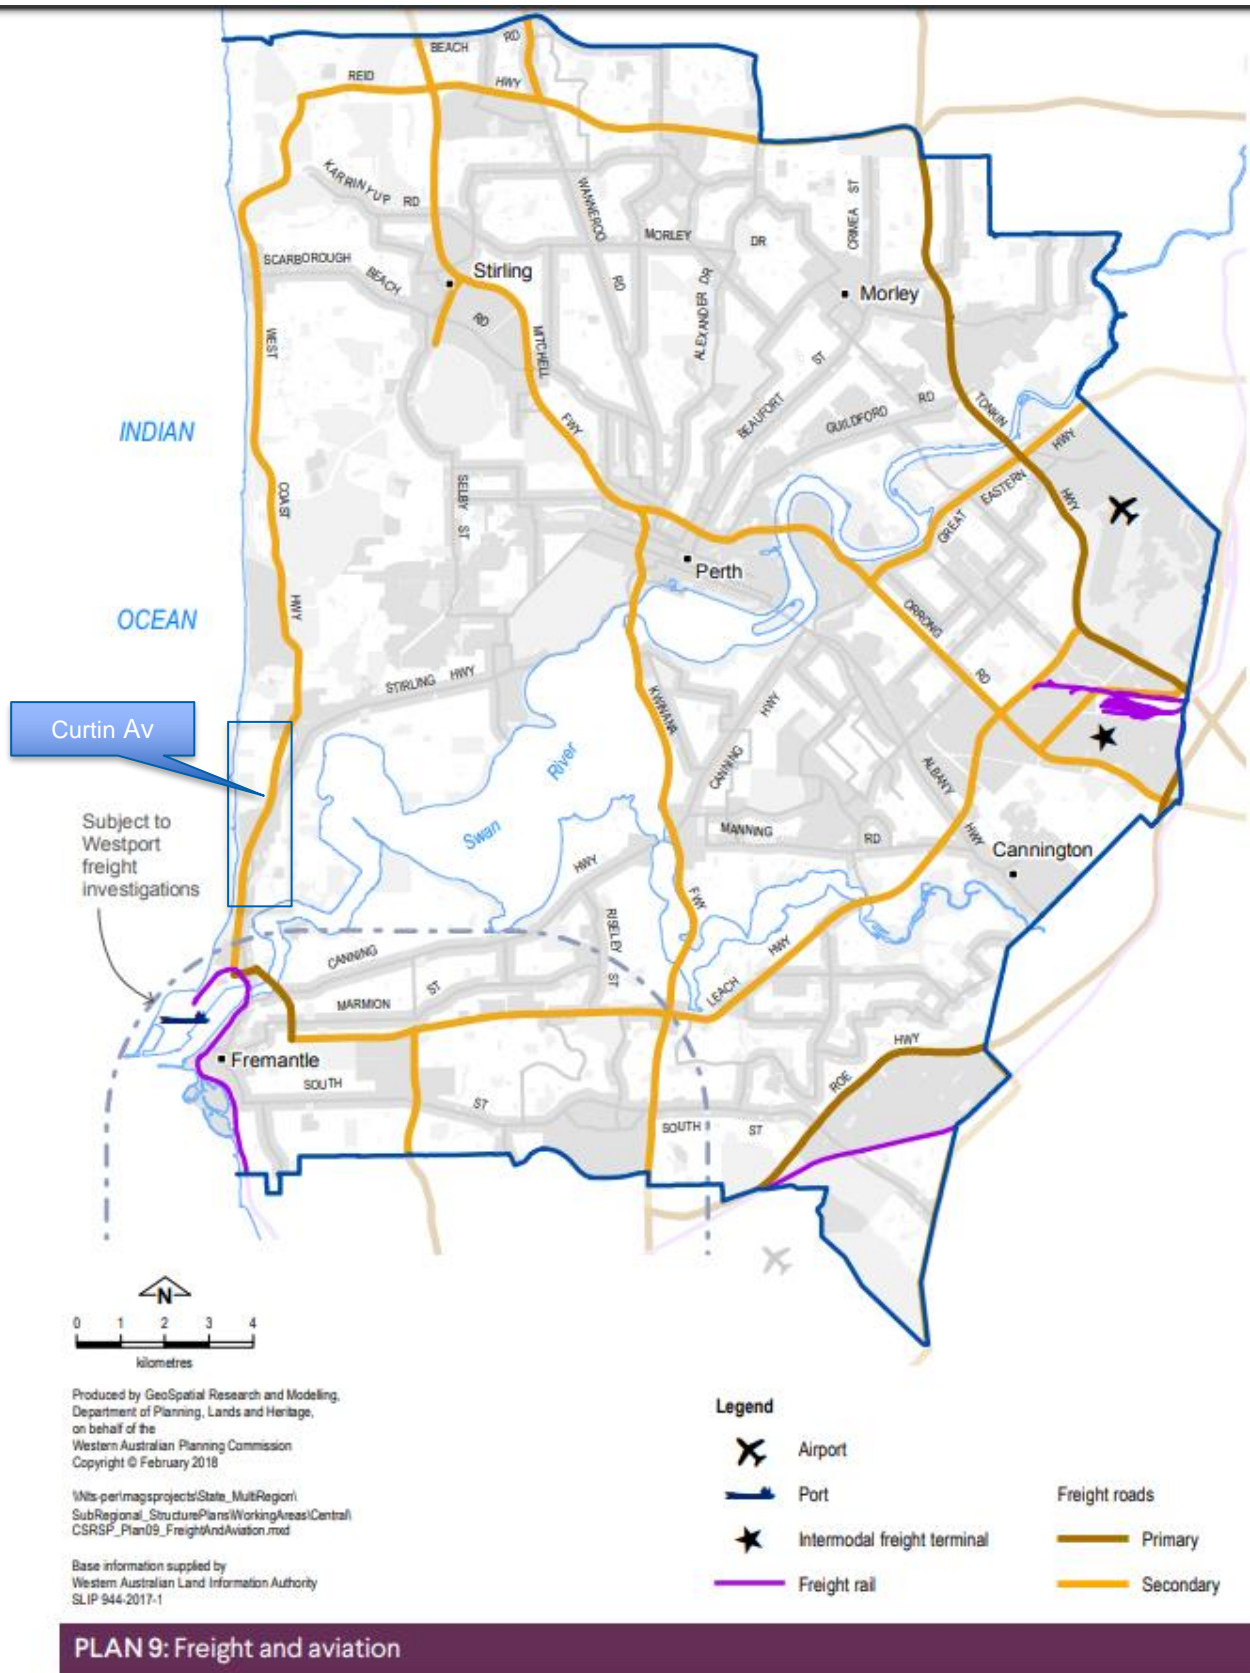 BEACH
RD
REID
HWY
KARRINYUP RD
WANNEROO
RD
MORLEY
DR
CRIMEA ST
SCARBOROUGH
BEACH
RD
Stirling
Morley
ALEXANDER DR
WEST
MITCHELL
FWY
BEAUFORT
ST
GUILDFORD
RD
TONKIN
HWY
HWY
INDIAN
COAST
SELBY
ST
GREAT
EASTERN
Perth
HWY
OCEAN
ORRONG
RD
STIRLING HWY
KWINANA
Curtin Av
CANNING
HWY
River
ALBANY
HWY
Subject to
Westport
freight
investigations
Swan
MANNING
RD
Cannington
HWY
FWY
RISELEY
ST
CANNING
LEACH
HWY
MARMION
ST
HWY
Fremantle
SOUTH
ST
ROE
SOUTH
ST
N
0 1 2 3 4
kilometres
Produced by GeoSpatial Research and Modelling,
Department of Planning, Lands and Heritage,
on behalf of the
Western Australian Planning Commission
Copyright © February 2018
\\Nts-per\magsprojects\State_MultiRegion\
SubRegional_StructurePlans\WorkingAreas\Central\
CSRSP_Plan09_FreightAndAviation.mxd
Base information supplied by
Western Australian Land Information Authority
SLIP 944-2017-1
Legend
Airport
Port
Freight roads
Intermodal freight terminal
Primary
Freight rail
Secondary
PLAN 9: Freight and aviation